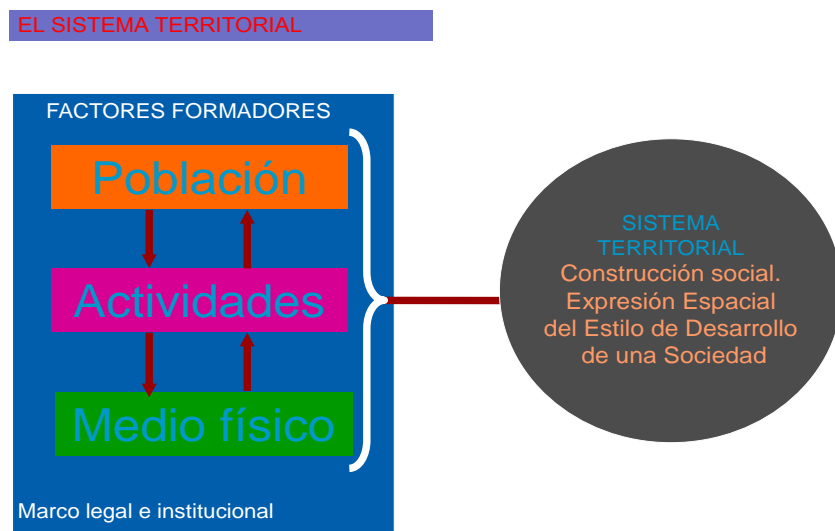 EL SISTEMA TERRITORIAL
FACTORES FORMADORES
Población
Actividades
Medio físico
Marco legal e institucional
SISTEMA
TERRITORIAL
Construcción social.
Expresión Espacial
del Estilo de Desarrollo
de una Sociedad